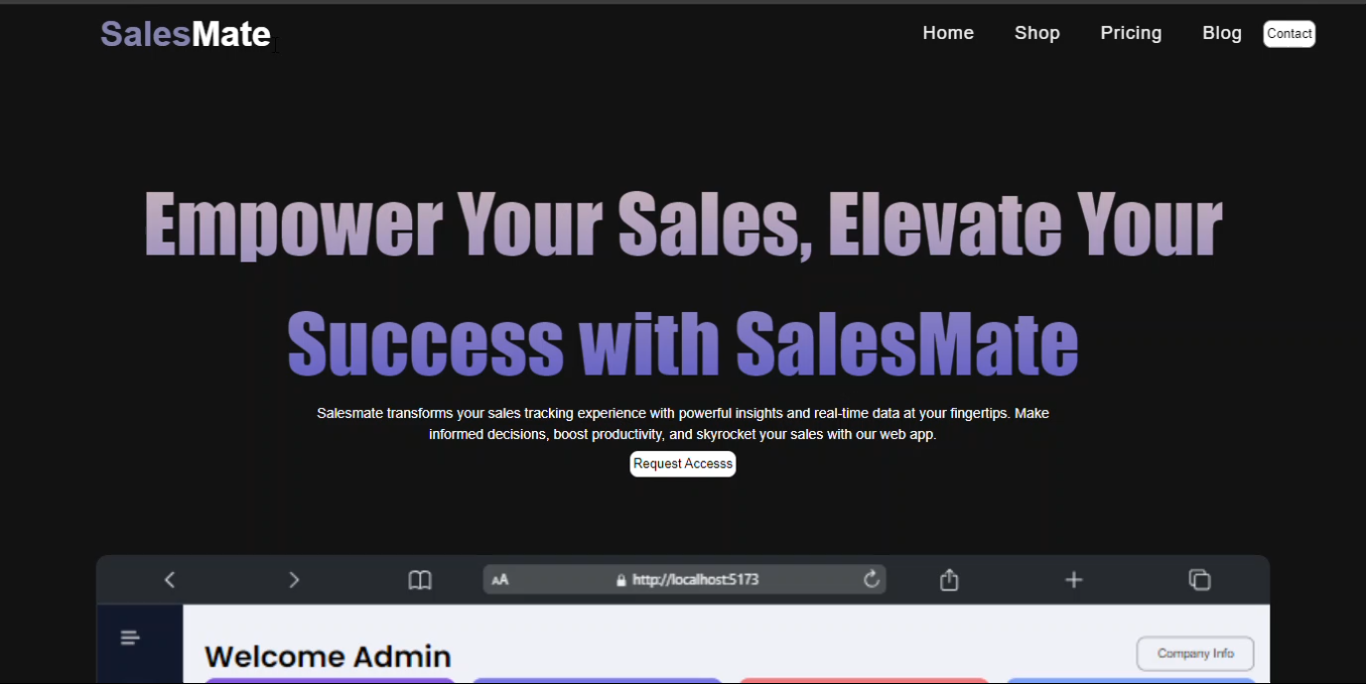 SalesMate
Home Shop Pricing Blog Contact
Empower Your Sales, Elevate Your
Success with SalesMate
Salesmate transforms your sales tracking experience with powerful insights and real-time data at your fingertips. Make
informed decisions, boost productivity, and skyrocket your sales with our web app.
Request Accesss
AA http://localhost:5173
Welcome Admin
Company Info